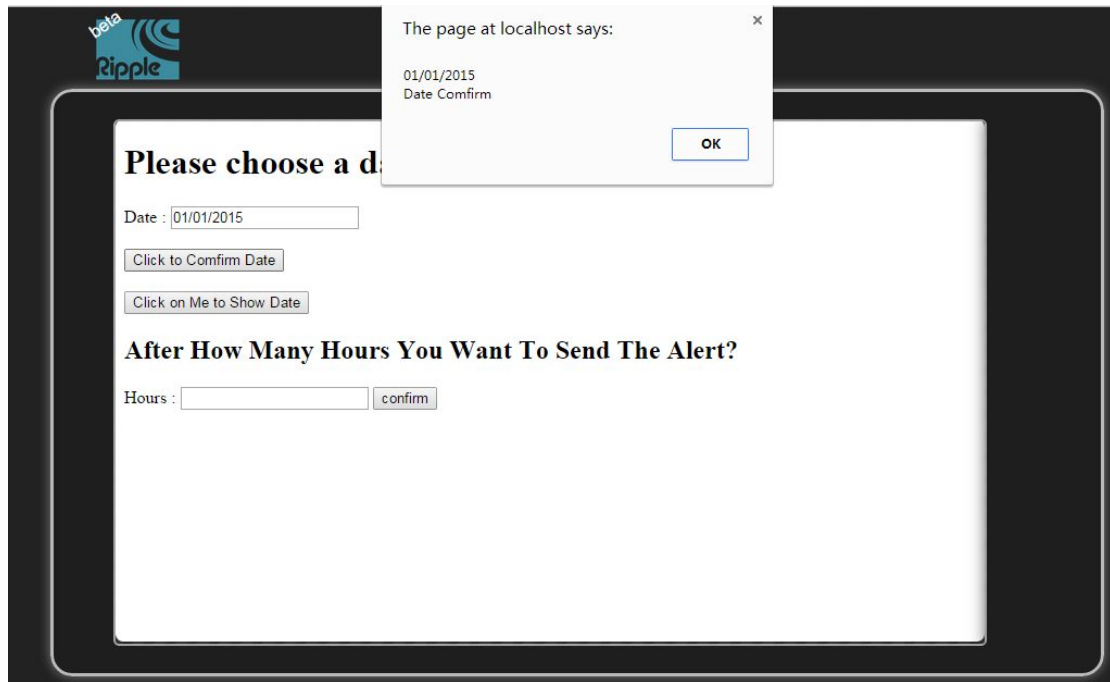 beta
Ripple
The page at localhost says:
×
01/01/2015
Date Comfirm
OK
Please choose a
Date : 01/01/2015
Click to Comfirm Date
Click on Me to Show Date
After How Many Hours You Want To Send The Alert?
Hours :
confirm